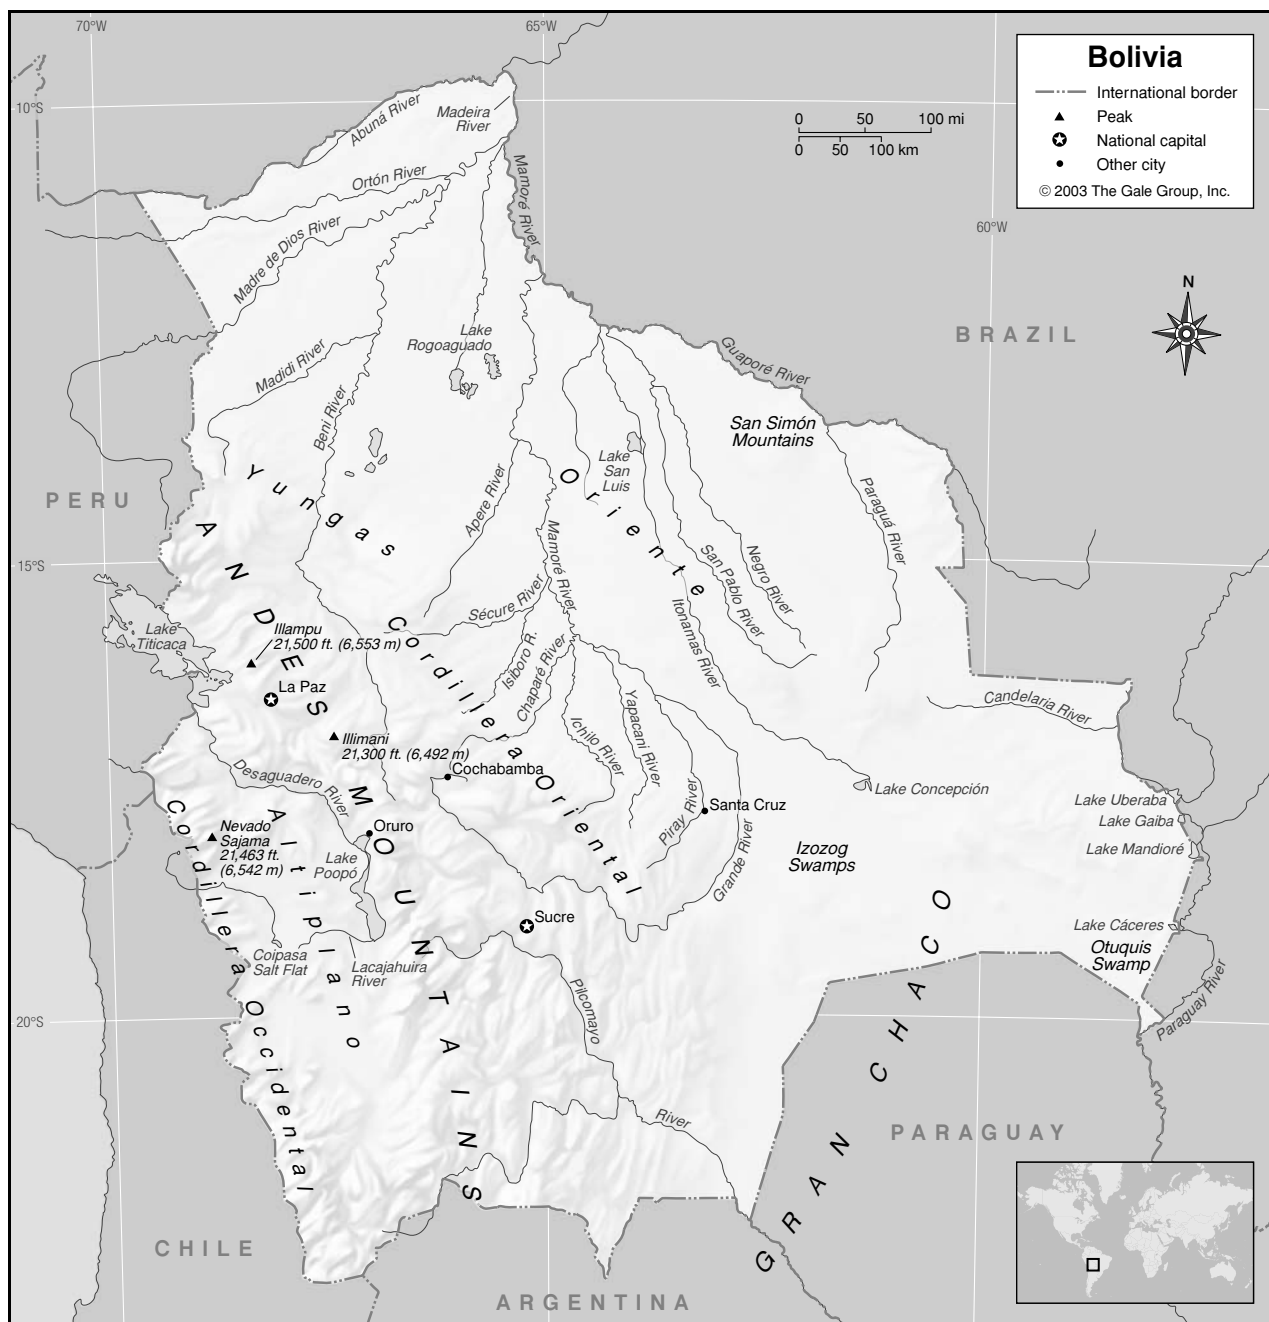 70°W
65°W
Bolivia
International border
Peak
National capital
Other city
© 2003 The Gale Group, Inc.
0 50 100 mi
0 50 100 km
10°S
Abuná River
Madeira
River
Ortón River
Mamoré River
Madre de Dios River
60°W
N
BRAZIL
Lake
Rogoaguado
Guaporé River
Madidi River
Beni River
San Simón
Mountains
PERU
Yungas
Lake
San
Luis
Oriente
Apere River
Paraguá River
ANDES MOUNTAINS
Mamoré River
Negro River
San Pablo River
15°S
Sécure River
Itonamas River
Lake
Titicaca
Illampu
21,500 ft. (6,553 m)
Cordillera Oriental
Isiboro R.
Chaparé River
La Paz
Yapacani River
Ichilo River
Candelaria River
Illimani
21,300 ft. (6,492 m)
Desaguadero River
Cochabamba
Lake Concepción
Lake Uberaba
Lake Gaiba
Lake Mandioré
Santa Cruz
Piray River
Grande River
Cordillera Occidental
Altiplano
Nevado
Sajama
21,463 ft.
(6,542 m)
Oruro
Lake
Poopó
Izozog
Swamps
Sucre
Lake Cáceres
Otuquis
Swamp
Coipasa
Salt Flat
Lacajahuira
River
Pilcomayo
River
Paraguay River
20°S
GRAN CHACO
PARAGUAY
CHILE
ARGENTINA